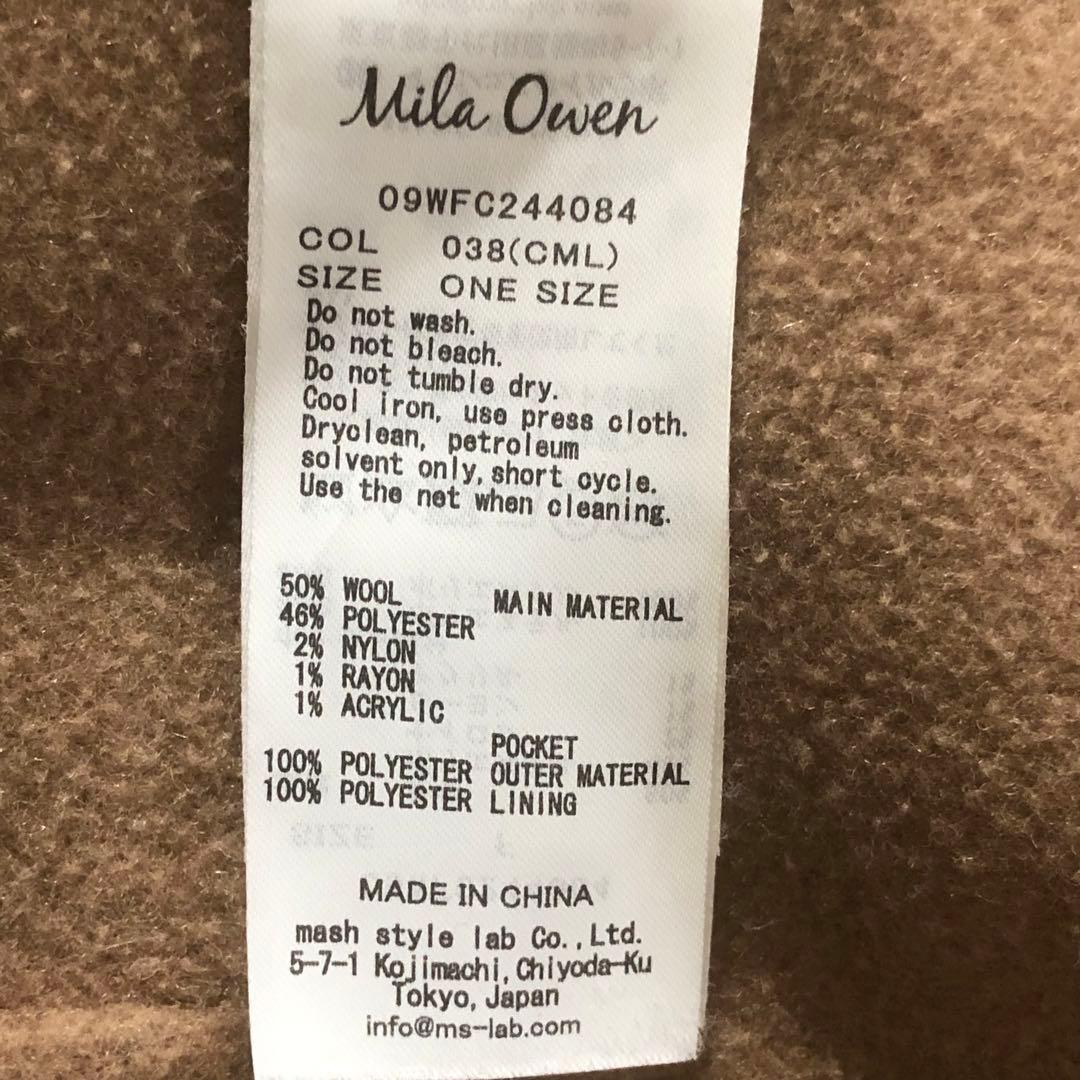 Mila Owen
09WFC244084
COL 038(CML)
SIZE ONE SIZE
Do not wash.
Do not bleach.
Do not tumble dry.
Cool iron, use press cloth.
Dryclean, petroleum
solvent only, short cycle.
Use the net when cleaning.
50% WOOL MAIN MATERIAL
46% POLYESTER
2% NYLON
1% RAYON
1% ACRYLIC
POCKET
100% POLYESTER OUTER MATERIAL
100% POLYESTER LINING
MADE IN CHINA
mash style lab Co.,Ltd.
5-7-1 Kojimachi, Chiyoda-Ku
Tokyo, Japan
info@ms-lab.com